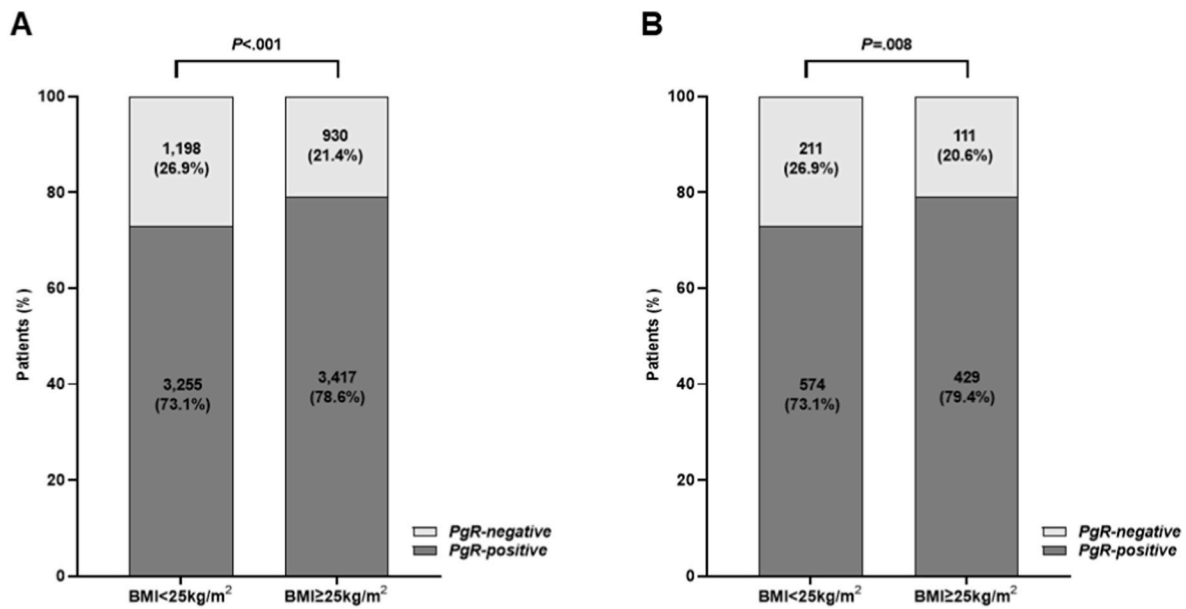 A
P<.001
100
80
60
40
20
0
Patients (%)
1,198
(26.9%)
930
(21.4%)
3,255
(73.1%)
3,417
(78.6%)
PgR-negative
PgR-positive
BMI<25kg/m²
BMI≥25kg/m²
B
P=.008
100
80
60
40
20
0
Patients (%)
211
(26.9%)
111
(20.6%)
574
(73.1%)
429
(79.4%)
PgR-negative
PgR-positive
BMI<25kg/m²
BMI≥25kg/m²